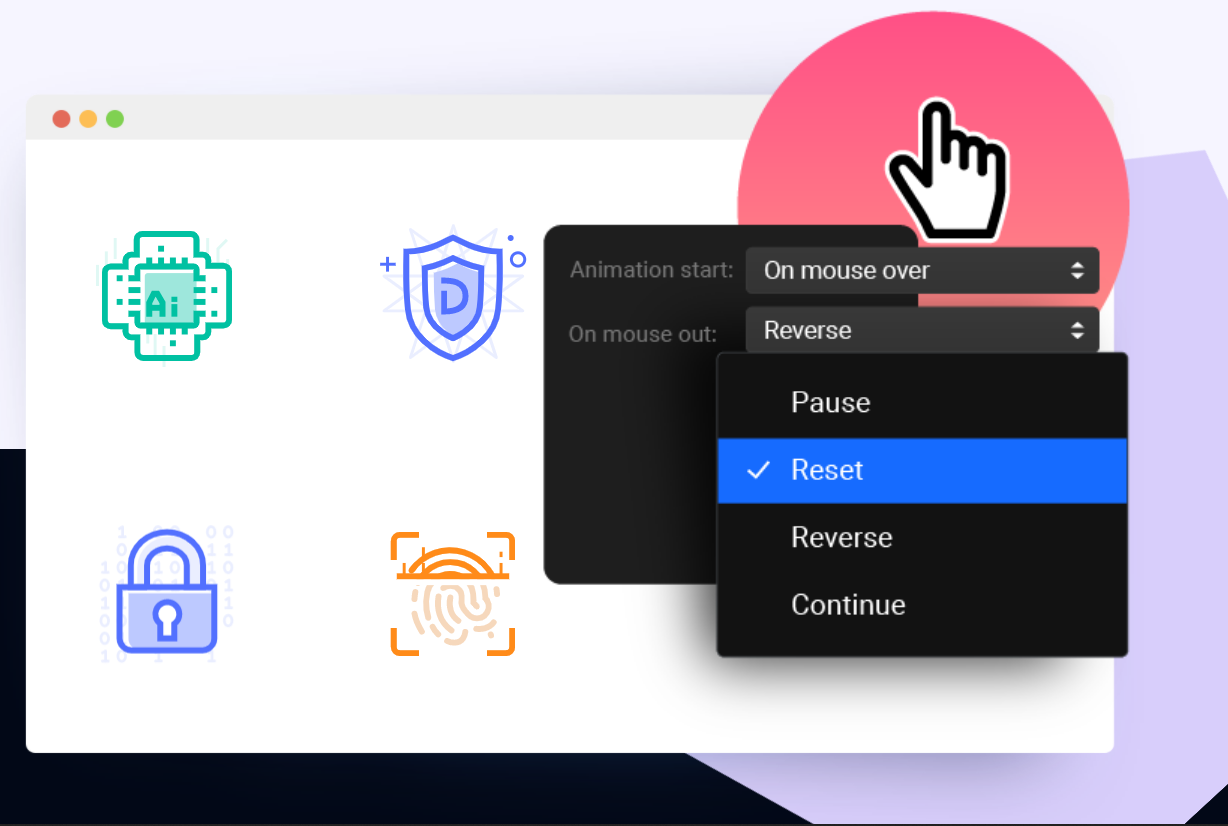 Ai
D
Animation start: On mouse over
On mouse out: Reverse
Pause
Reset
Reverse
Continue